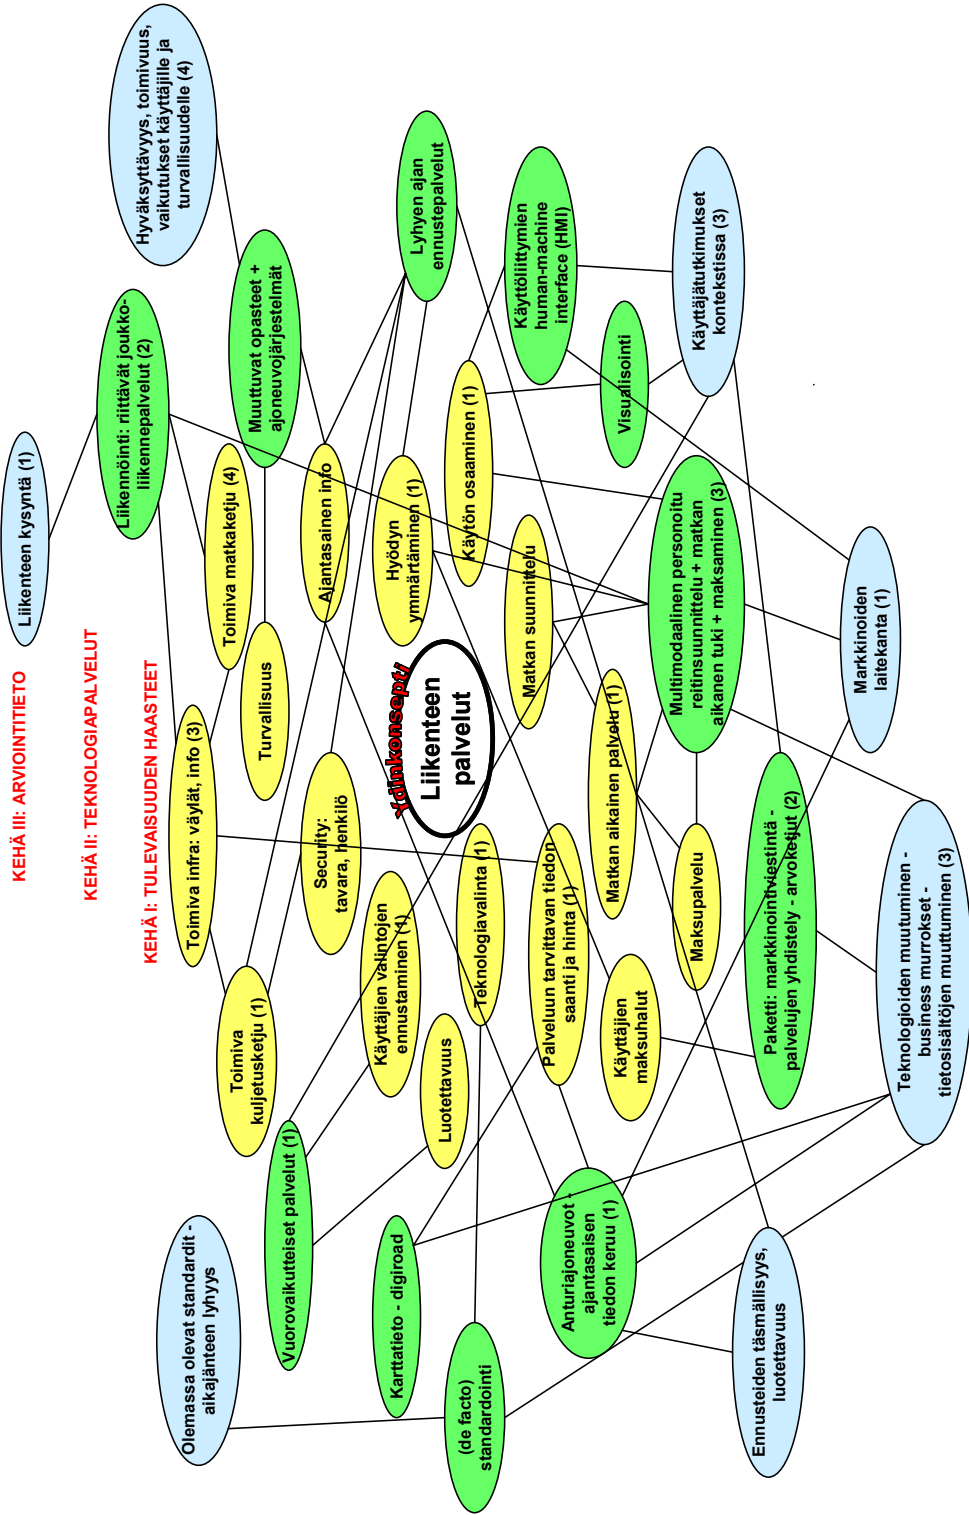 KEHÄ III: ARVIOINTITIETO
Liikenteen kysyntä (1)
KEHÄ II: TEKNOLOGIAPALVELUT
Liikennöinti: riittävät joukko-
liikennepalvelut (2)
KEHÄ I: TULEVAISUUDEN HAASTEET
Hyväksyttävyys, toimivuus,
vaikutukset käyttäjille ja
turvallisuudelle (4)
Olemassa olevat standardit -
aikajänteen lyhyys
Toimiva infra: väylät, info (3)
Toimiva matkaketju (4)
Toimiva
kuljetusketju (1)
Muuttuvat opasteet +
ajoneuvojärjestelmät
Turvallisuus
Vuorovaikutteiset palvelut (1)
Security:
tavara, henkilö
Ajantasainen info
Käyttäjien valintojen
ennustaminen (1)
Hyödyn
ymmärtäminen (1)
Lyhyen ajan
ennustepalvelut
Karttatieto - digiroad
Ydinkonsepti
Liikenteen
palvelut
Luotettavuus
Käytön osaaminen (1)
(de facto)
standardointi
Teknologiavalinta (1)
Matkan sunnittelu
Käyttöliittymien
human-machine
interface (HMI)
Anturiajoneuvot -
ajantasaisen
tiedon keruu (1)
Palveluun tarvittavan tiedon
saanti ja hinta (1)
Matkan aikainen palvelu (1)
Visualisointi
Käyttäjien
maksuhalut
Maksupalvelu
Multimodaalinen personoitu
reitinsuunnittelu + matkan
aikanen tuki + maksaminen (3)
Käyttäjätutkimukset
kontekstissa (3)
Ennusteiden täsmällisyys,
luotettavuus
Paketti: markkinointiviestintä -
palvelujen yhdistely - arvoketjut (2)
Markkinoiden
laitekanta (1)
Teknologioiden muutuminen -
business murrokset -
tietosisältöjen muuttuminen (3)